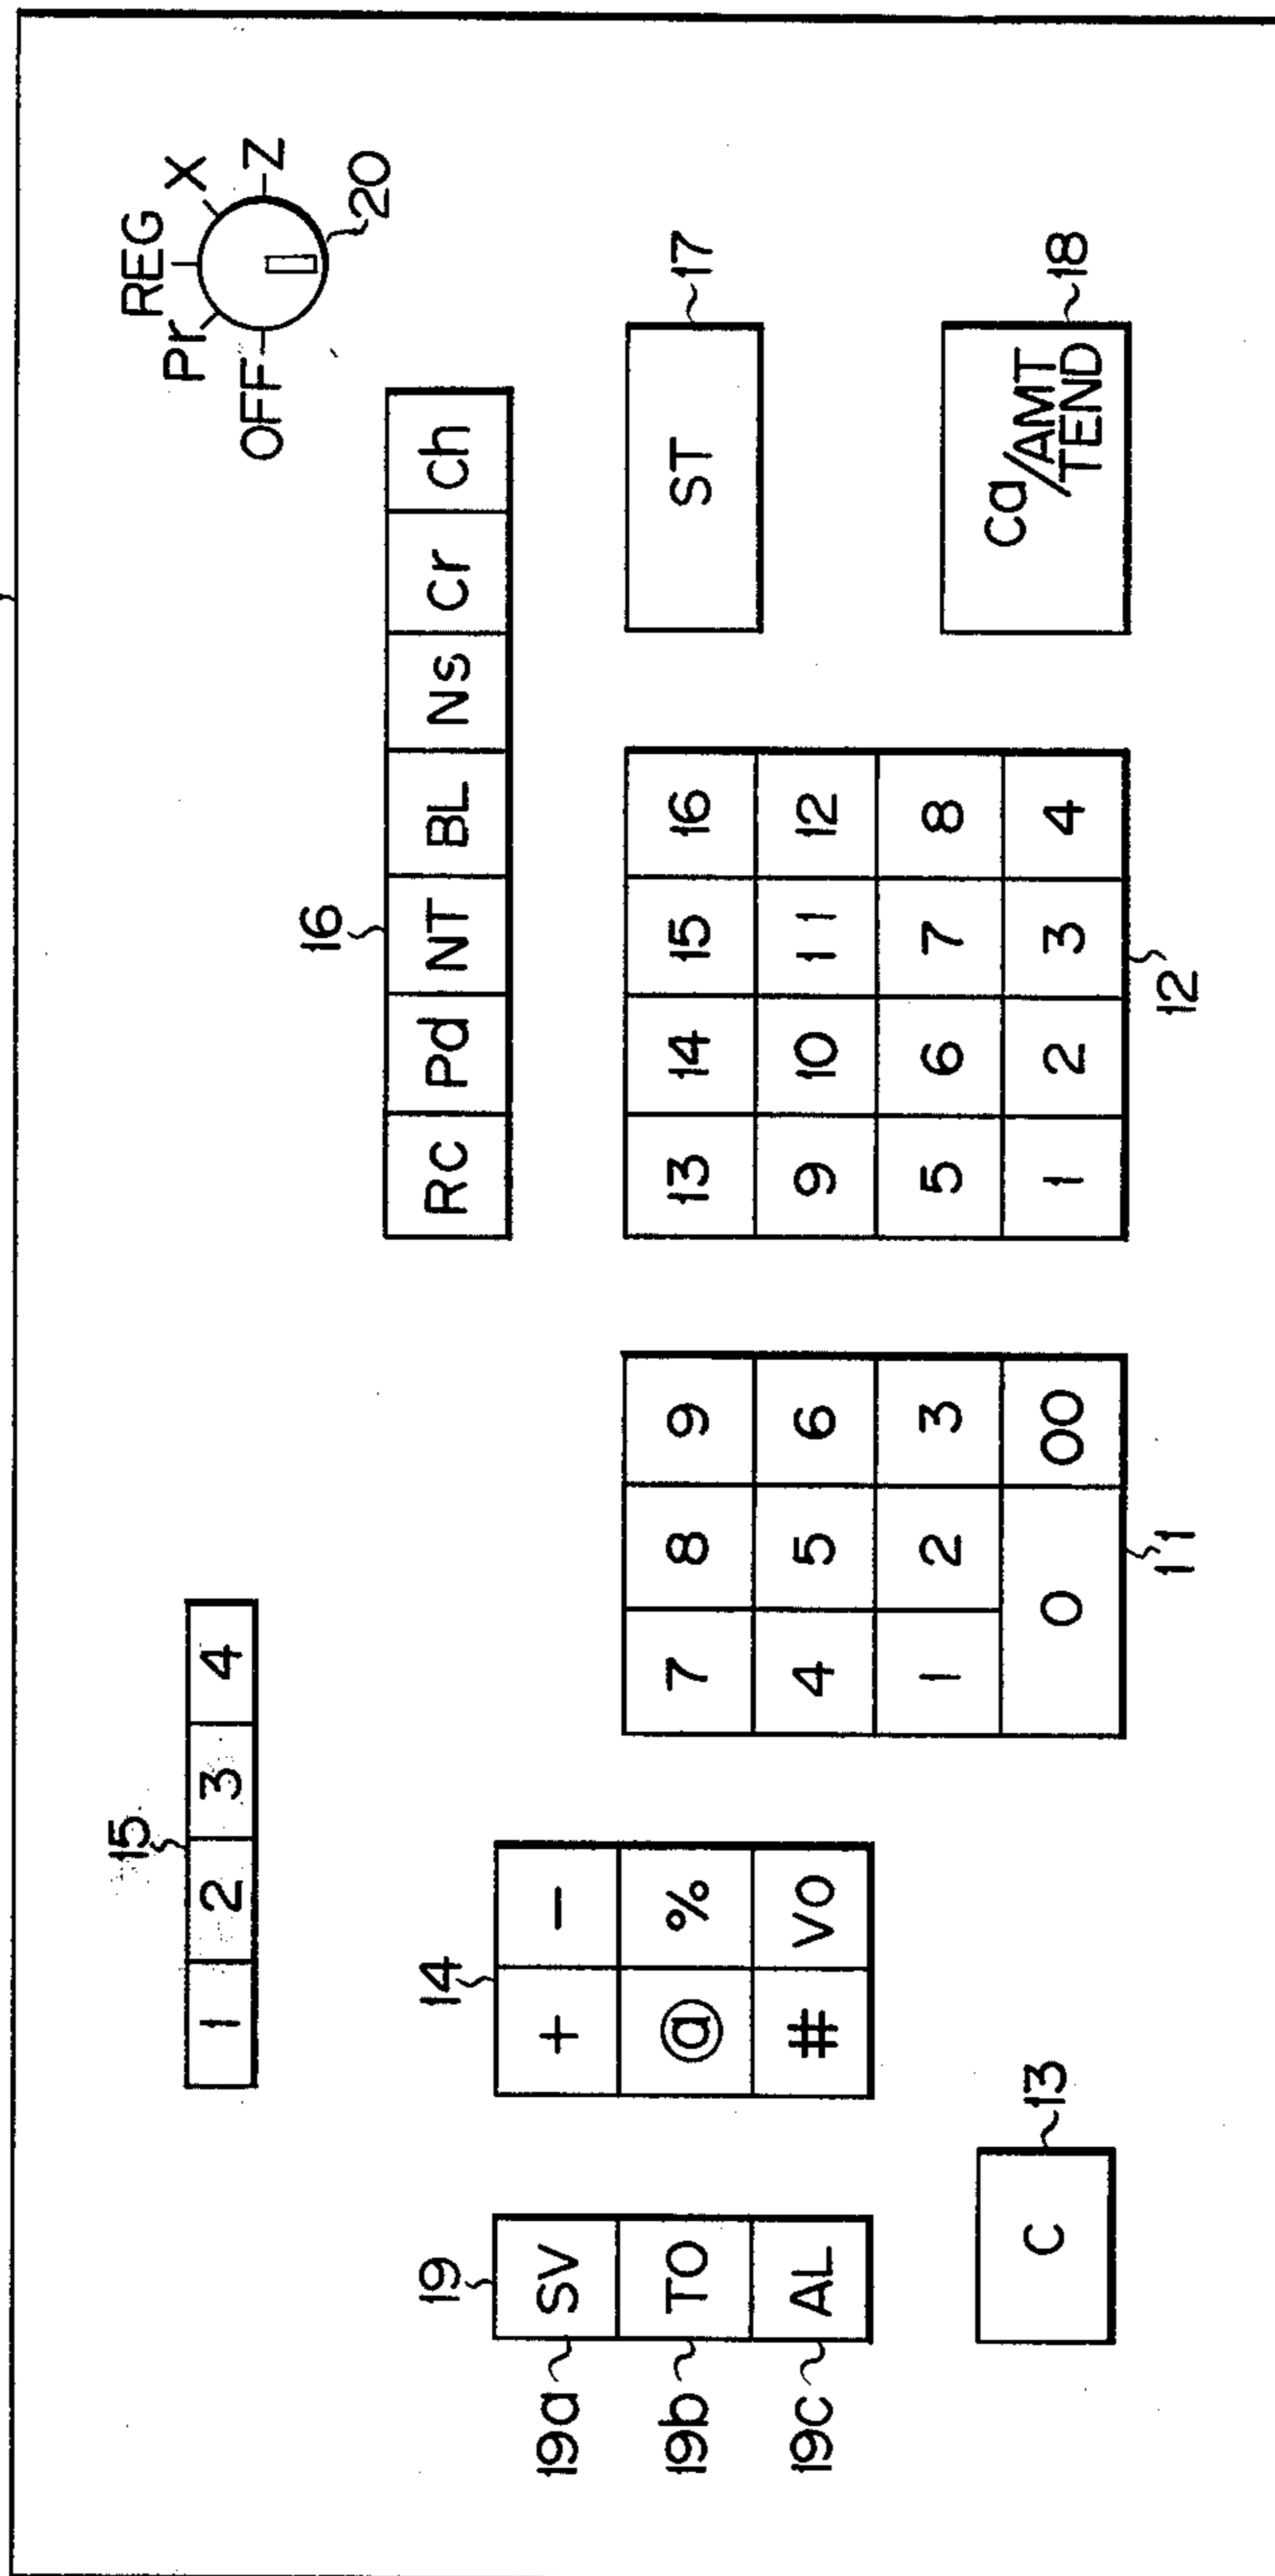 Pr REG X
OFF Z
20
15
1 2 3 4
16
Rc Pd NT BL Ns Cr ch
19 14
19a SV + - 
19b TO @ %
19c AL # VO
7 8 9
4 5 6
1 2 3
0 00
11
13 14 15 16
9 10 11 12
5 6 7 8
1 2 3 4
12
ST 17
C 13
Ca/AMT 18
/TEND